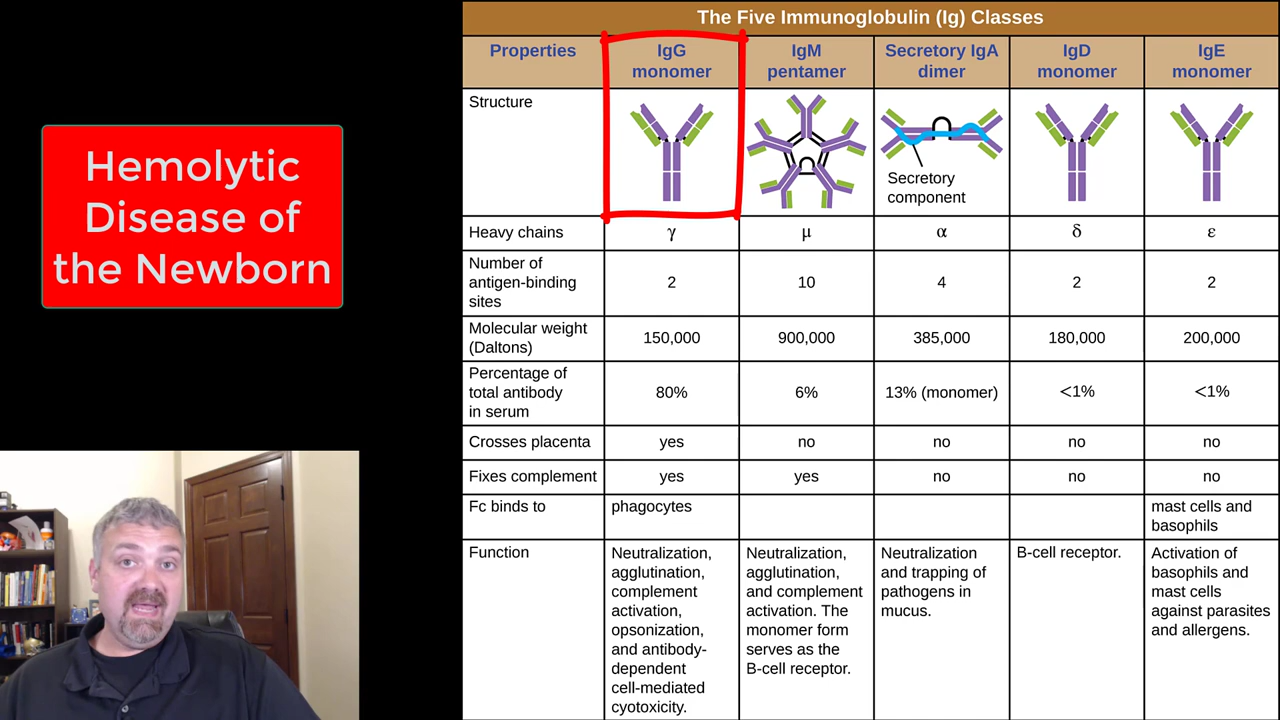 Hemolytic
Disease of
the Newborn
The Five Immunoglobulin (Ig) Classes
Properties
IgG
monomer
IgM
pentamer
Secretory IgA
dimer
IgD
monomer
IgE
monomer
Structure
Secretory
component
Heavy chains
γ
μ
α
δ
ε
Number of
antigen-binding
sites
2
10
4
2
2
Molecular weight
(Daltons)
150,000
900,000
385,000
180,000
200,000
Percentage of
total antibody
in serum
80%
6%
13% (monomer)
<1%
<1%
Crosses placenta
yes
no
no
no
no
Fixes complement
yes
yes
no
no
no
Fc binds to
phagocytes
mast cells and
basophils
Function
Neutralization,
agglutination,
complement
activation,
opsonization,
and antibody-
dependent
cell-mediated
cyotoxicity.
Neutralization,
agglutination,
and complement
activation. The
monomer form
serves as the
B-cell receptor.
Neutralization
and trapping of
pathogens in
mucus.
B-cell receptor.
Activation of
basophils and
mast cells
against parasites
and allergens.